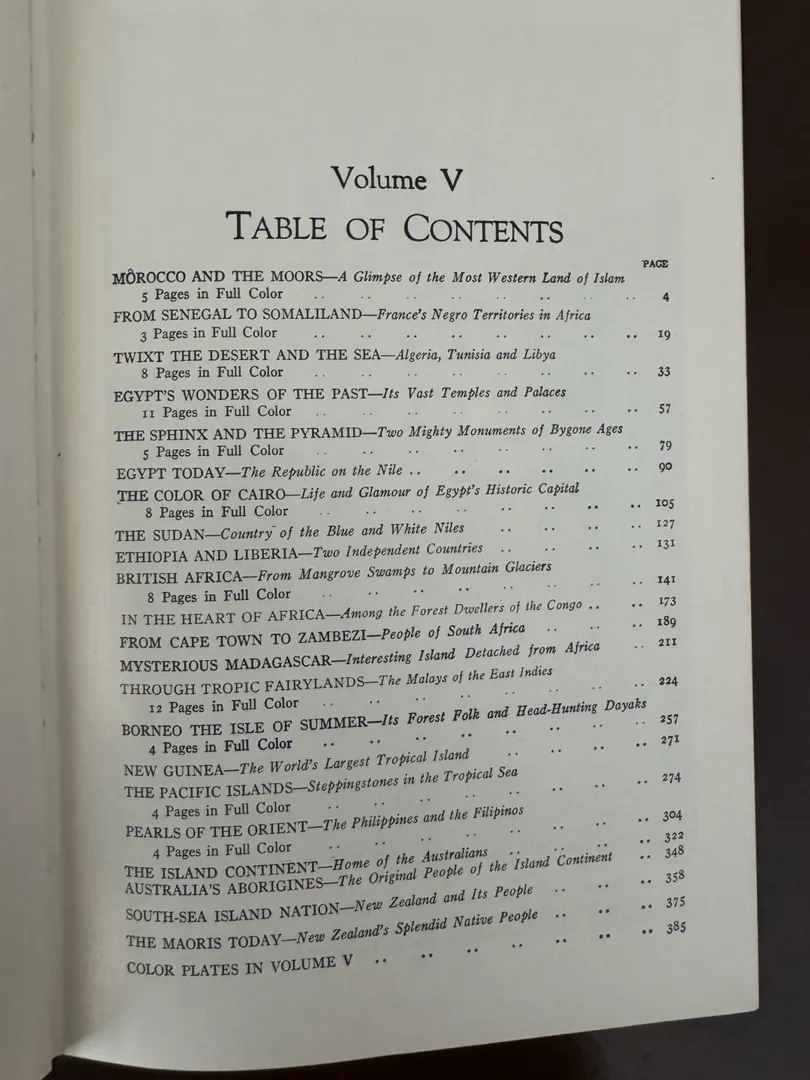 Volume V
TABLE OF CONTENTS
PAGE
MÔROCCO AND THE MOORS—A Glimpse of the Most Western Land of Islam
5 Pages in Full Color .. .. .. .. .. .. .. .. 4
FROM SENEGAL TO SOMALILAND—France's Negro Territories in Africa
3 Pages in Full Color .. .. .. .. .. .. .. .. 19
TWIXT THE DESERT AND THE SEA—Algeria, Tunisia and Libya
8 Pages in Full Color .. .. .. .. .. .. .. .. 33
EGYPT'S WONDERS OF THE PAST—Its Vast Temples and Palaces
11 Pages in Full Color .. .. .. .. .. .. .. .. 57
THE SPHINX AND THE PYRAMID—Two Mighty Monuments of Bygone Ages
5 Pages in Full Color .. .. .. .. .. .. .. .. 79
EGYPT TODAY—The Republic on the Nile .. .. .. .. .. .. 90
THE COLOR OF CAIRO—Life and Glamour of Egypt's Historic Capital
8 Pages in Full Color .. .. .. .. .. .. .. .. 105
THE SUDAN—Country of the Blue and White Niles .. .. .. .. 127
ETHIOPIA AND LIBERIA—Two Independent Countries .. .. .. .. 131
BRITISH AFRICA—From Mangrove Swamps to Mountain Glaciers
8 Pages in Full Color .. .. .. .. .. .. .. .. 141
IN THE HEART OF AFRICA—Among the Forest Dwellers of the Congo .. .. 173
FROM CAPE TOWN TO ZAMBEZI—People of South Africa .. .. .. 189
MYSTERIOUS MADAGASCAR—Interesting Island Detached from Africa .. 211
THROUGH TROPIC FAIRYLANDS—The Malays of the East Indies
12 Pages in Full Color .. .. .. .. .. .. .. .. 224
BORNEO THE ISLE OF SUMMER—Its Forest Folk and Head-Hunting Dayaks
4 Pages in Full Color .. .. .. .. .. .. .. .. 257
NEW GUINEA—The World's Largest Tropical Island .. .. .. .. 271
THE PACIFIC ISLANDS—Steppingstones in the Tropical Sea
4 Pages in Full Color .. .. .. .. .. .. .. .. 274
PEARLS OF THE ORIENT—The Philippines and the Filipinos
4 Pages in Full Color .. .. .. .. .. .. .. .. 304
THE ISLAND CONTINENT—Home of the Australians .. .. .. .. 322
AUSTRALIA'S ABORIGINES—The Original People of the Island Continent .. 348
SOUTH-SEA ISLAND NATION—New Zealand and Its People .. .. .. 358
THE MAORIS TODAY—New Zealand's Splendid Native People .. .. .. 375
COLOR PLATES IN VOLUME V .. .. .. .. .. .. .. 385